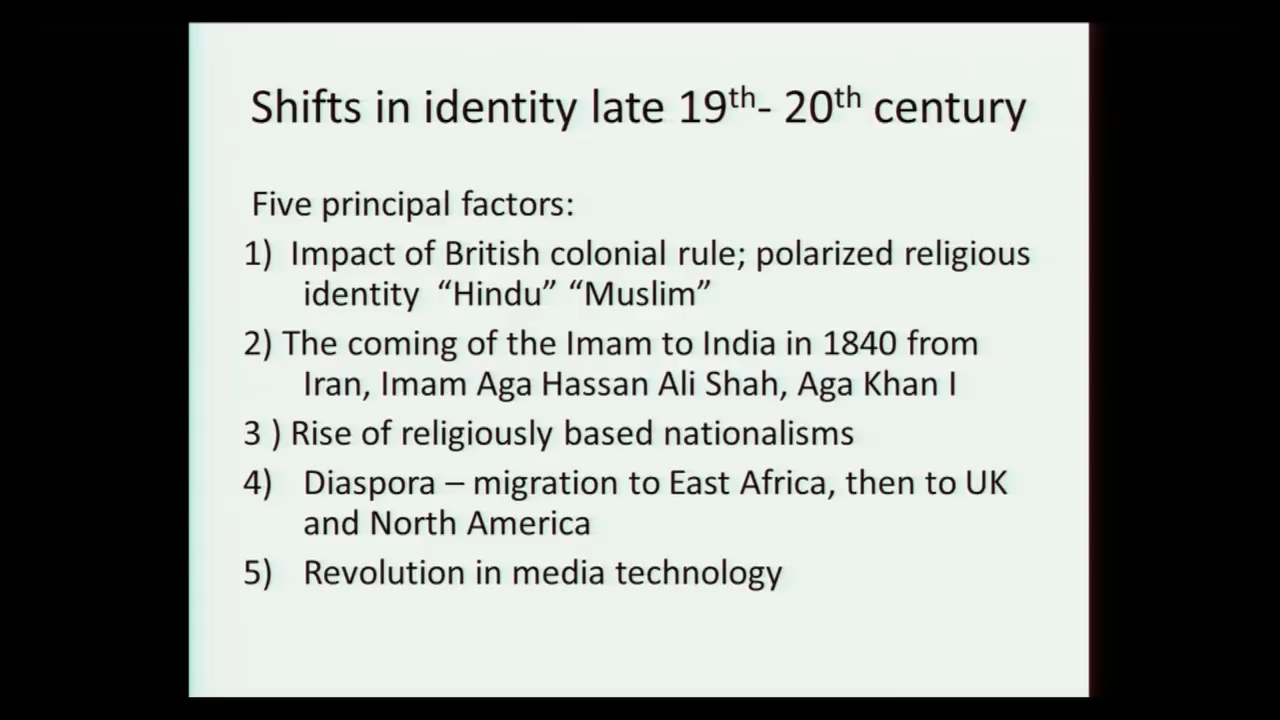 Shifts in identity late 19th- 20th century
Five principal factors:
1) Impact of British colonial rule; polarized religious
identity “Hindu” “Muslim”
2) The coming of the Imam to India in 1840 from
Iran, Imam Aga Hassan Ali Shah, Aga Khan I
3 ) Rise of religiously based nationalisms
4) Diaspora – migration to East Africa, then to UK
and North America
5) Revolution in media technology